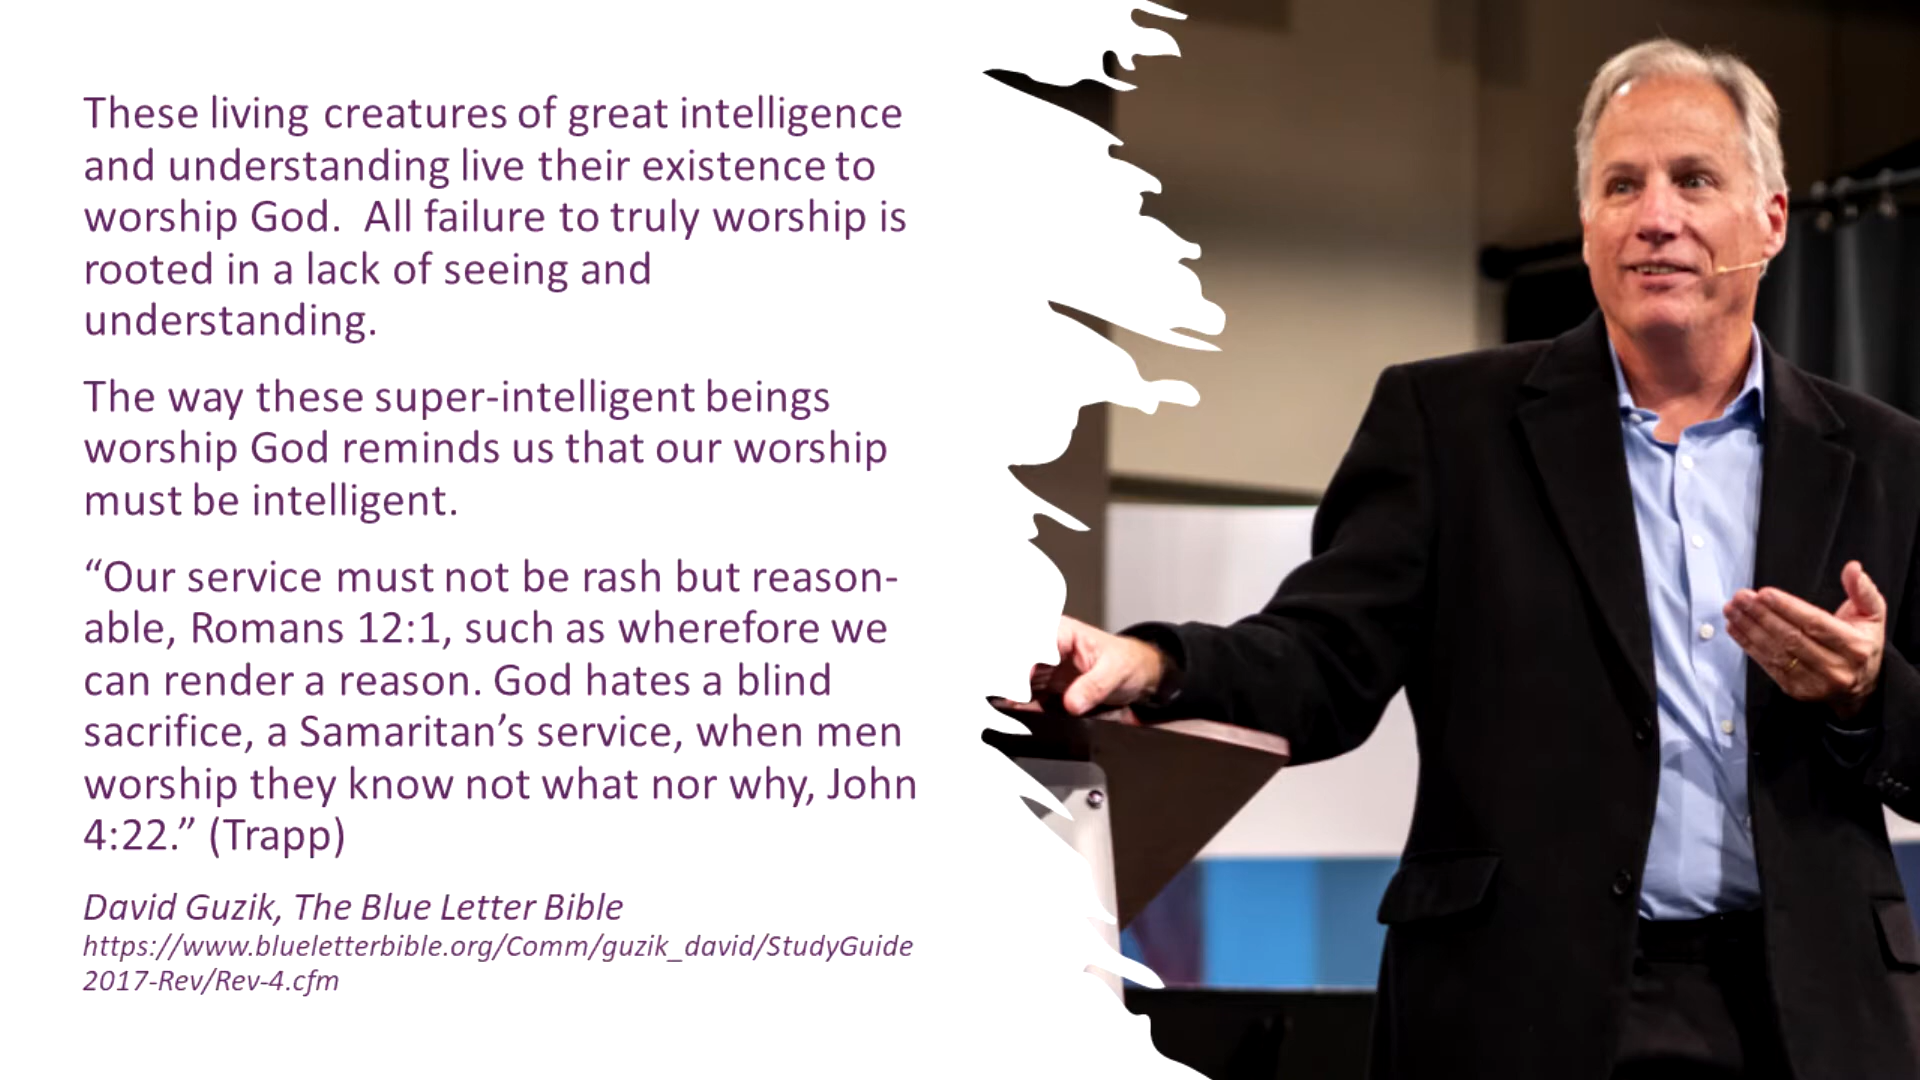 These living creatures of great intelligence
and understanding live their existence to
worship God.  All failure to truly worship is
rooted in a lack of seeing and
understanding.
The way these super-intelligent beings
worship God reminds us that our worship
must be intelligent.
“Our service must not be rash but reason-
able, Romans 12:1, such as wherefore we
can render a reason. God hates a blind
sacrifice, a Samaritan’s service, when men
worship they know not what nor why, John
4:22.” (Trapp)
David Guzik, The Blue Letter Bible
https://www.blueletterbible.org/Comm/guzik_david/StudyGuide
2017-Rev/Rev-4.cfm